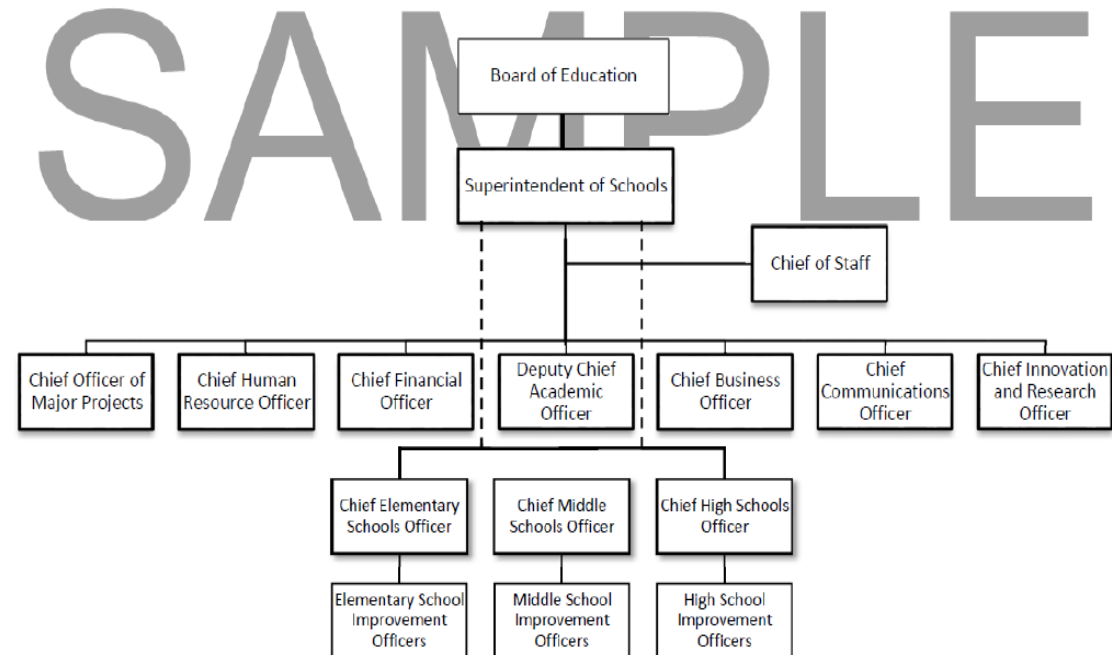 SAMPLE
Board of Education
Superintendent of Schools
Chief of Staff
Chief Officer of
Major Projects
Chief Human
Resource Officer
Chief Financial
Officer
Deputy Chief
Academic
Officer
Chief Business
Officer
Chief
Communications
Officer
Chief Innovation
and Research
Officer
Chief Elementary
Schools Officer
Chief Middle
Schools Officer
Chief High Schools
Officer
Elementary School
Improvement
Officers
Middle School
Improvement
Officers
High School
Improvement
Officers